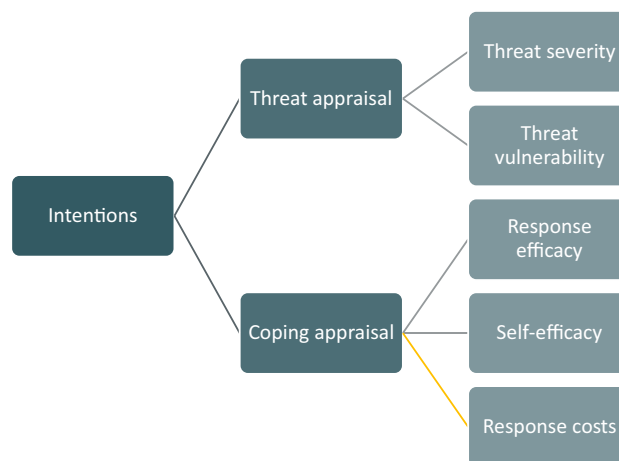 Intentions
Threat appraisal
Coping appraisal
Threat severity
Threat
vulnerability
Response
efficacy
Self-efficacy
Response costs